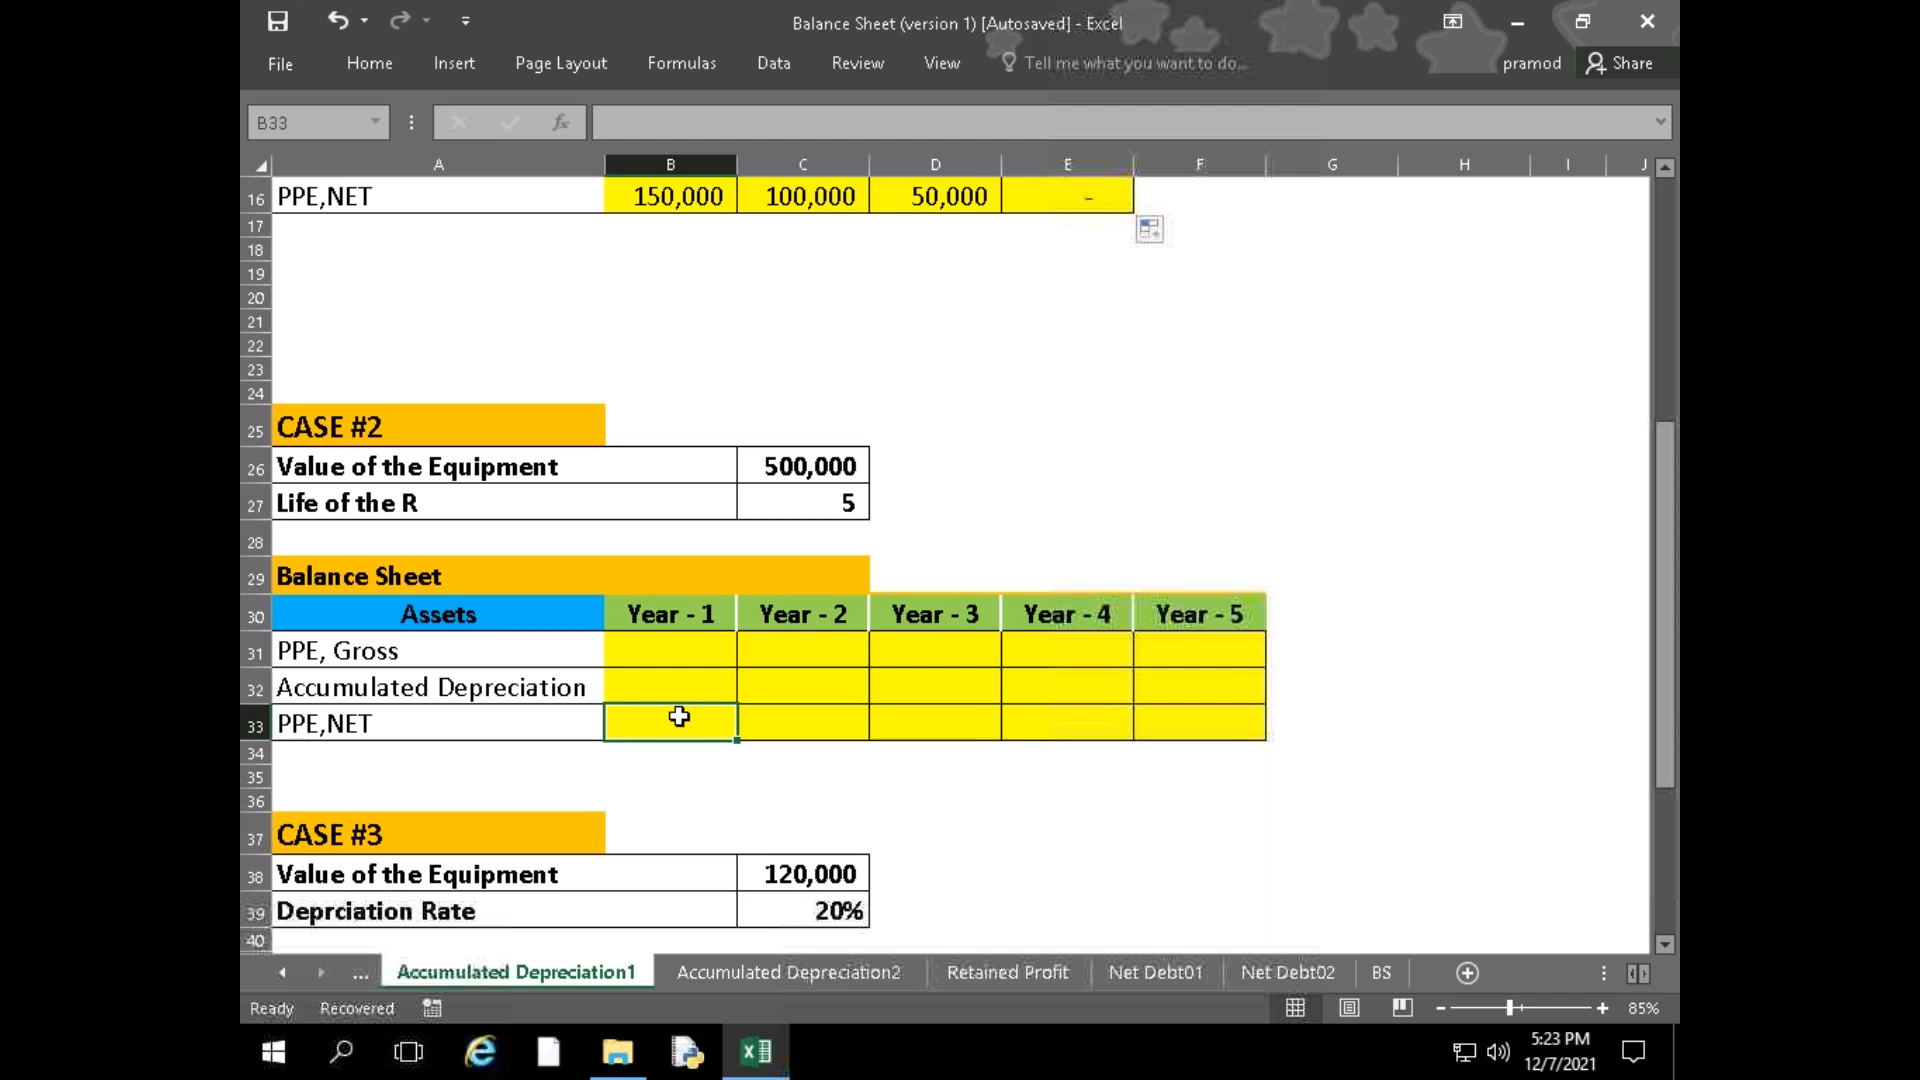 Balance Sheet (version 1) [Autosaved] - Excel
File Home Insert Page Layout Formulas Data Review View Tell me what you want to do... pramod Share
B33 fx
A B C D E F G H I J
16 PPE,NET 150,000 100,000 50,000 -
17
18
19
20
21
22
23
24
25 CASE #2
26 Value of the Equipment 500,000
27 Life of the R 5
28
29 Balance Sheet
30 Assets Year - 1 Year - 2 Year - 3 Year - 4 Year - 5
31 PPE, Gross
32 Accumulated Depreciation
33 PPE,NET
34
35
36
37 CASE #3
38 Value of the Equipment 120,000
39 Deprciation Rate 20%
40
... Accumulated Depreciation1 Accumulated Depreciation2 Retained Profit Net Debt01 Net Debt02 BS
Ready Recovered 85%
5:23 PM
12/7/2021